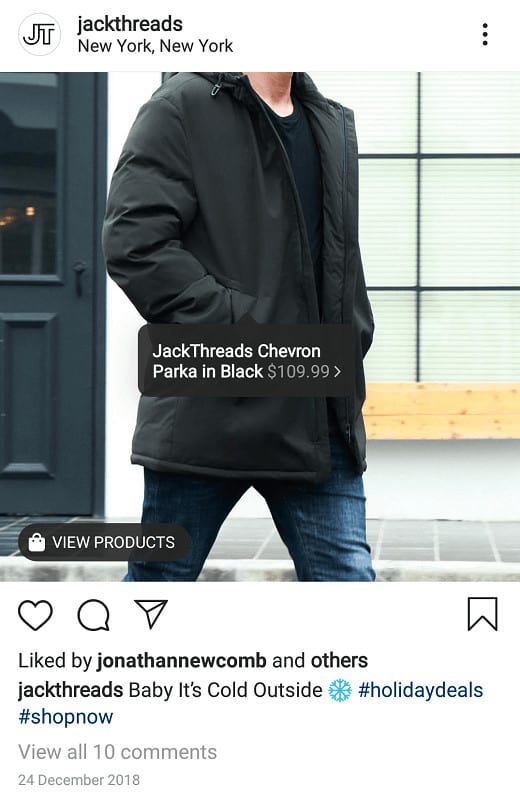 JT
jackthreads
New York, New York
JackThreads Chevron
Parka in Black $109.99 >
VIEW PRODUCTS
Liked by jonathannewcomb and others
jackthreads Baby It’s Cold Outside ❄️ #holidaydeals
#shopnow
View all 10 comments
24 December 2018